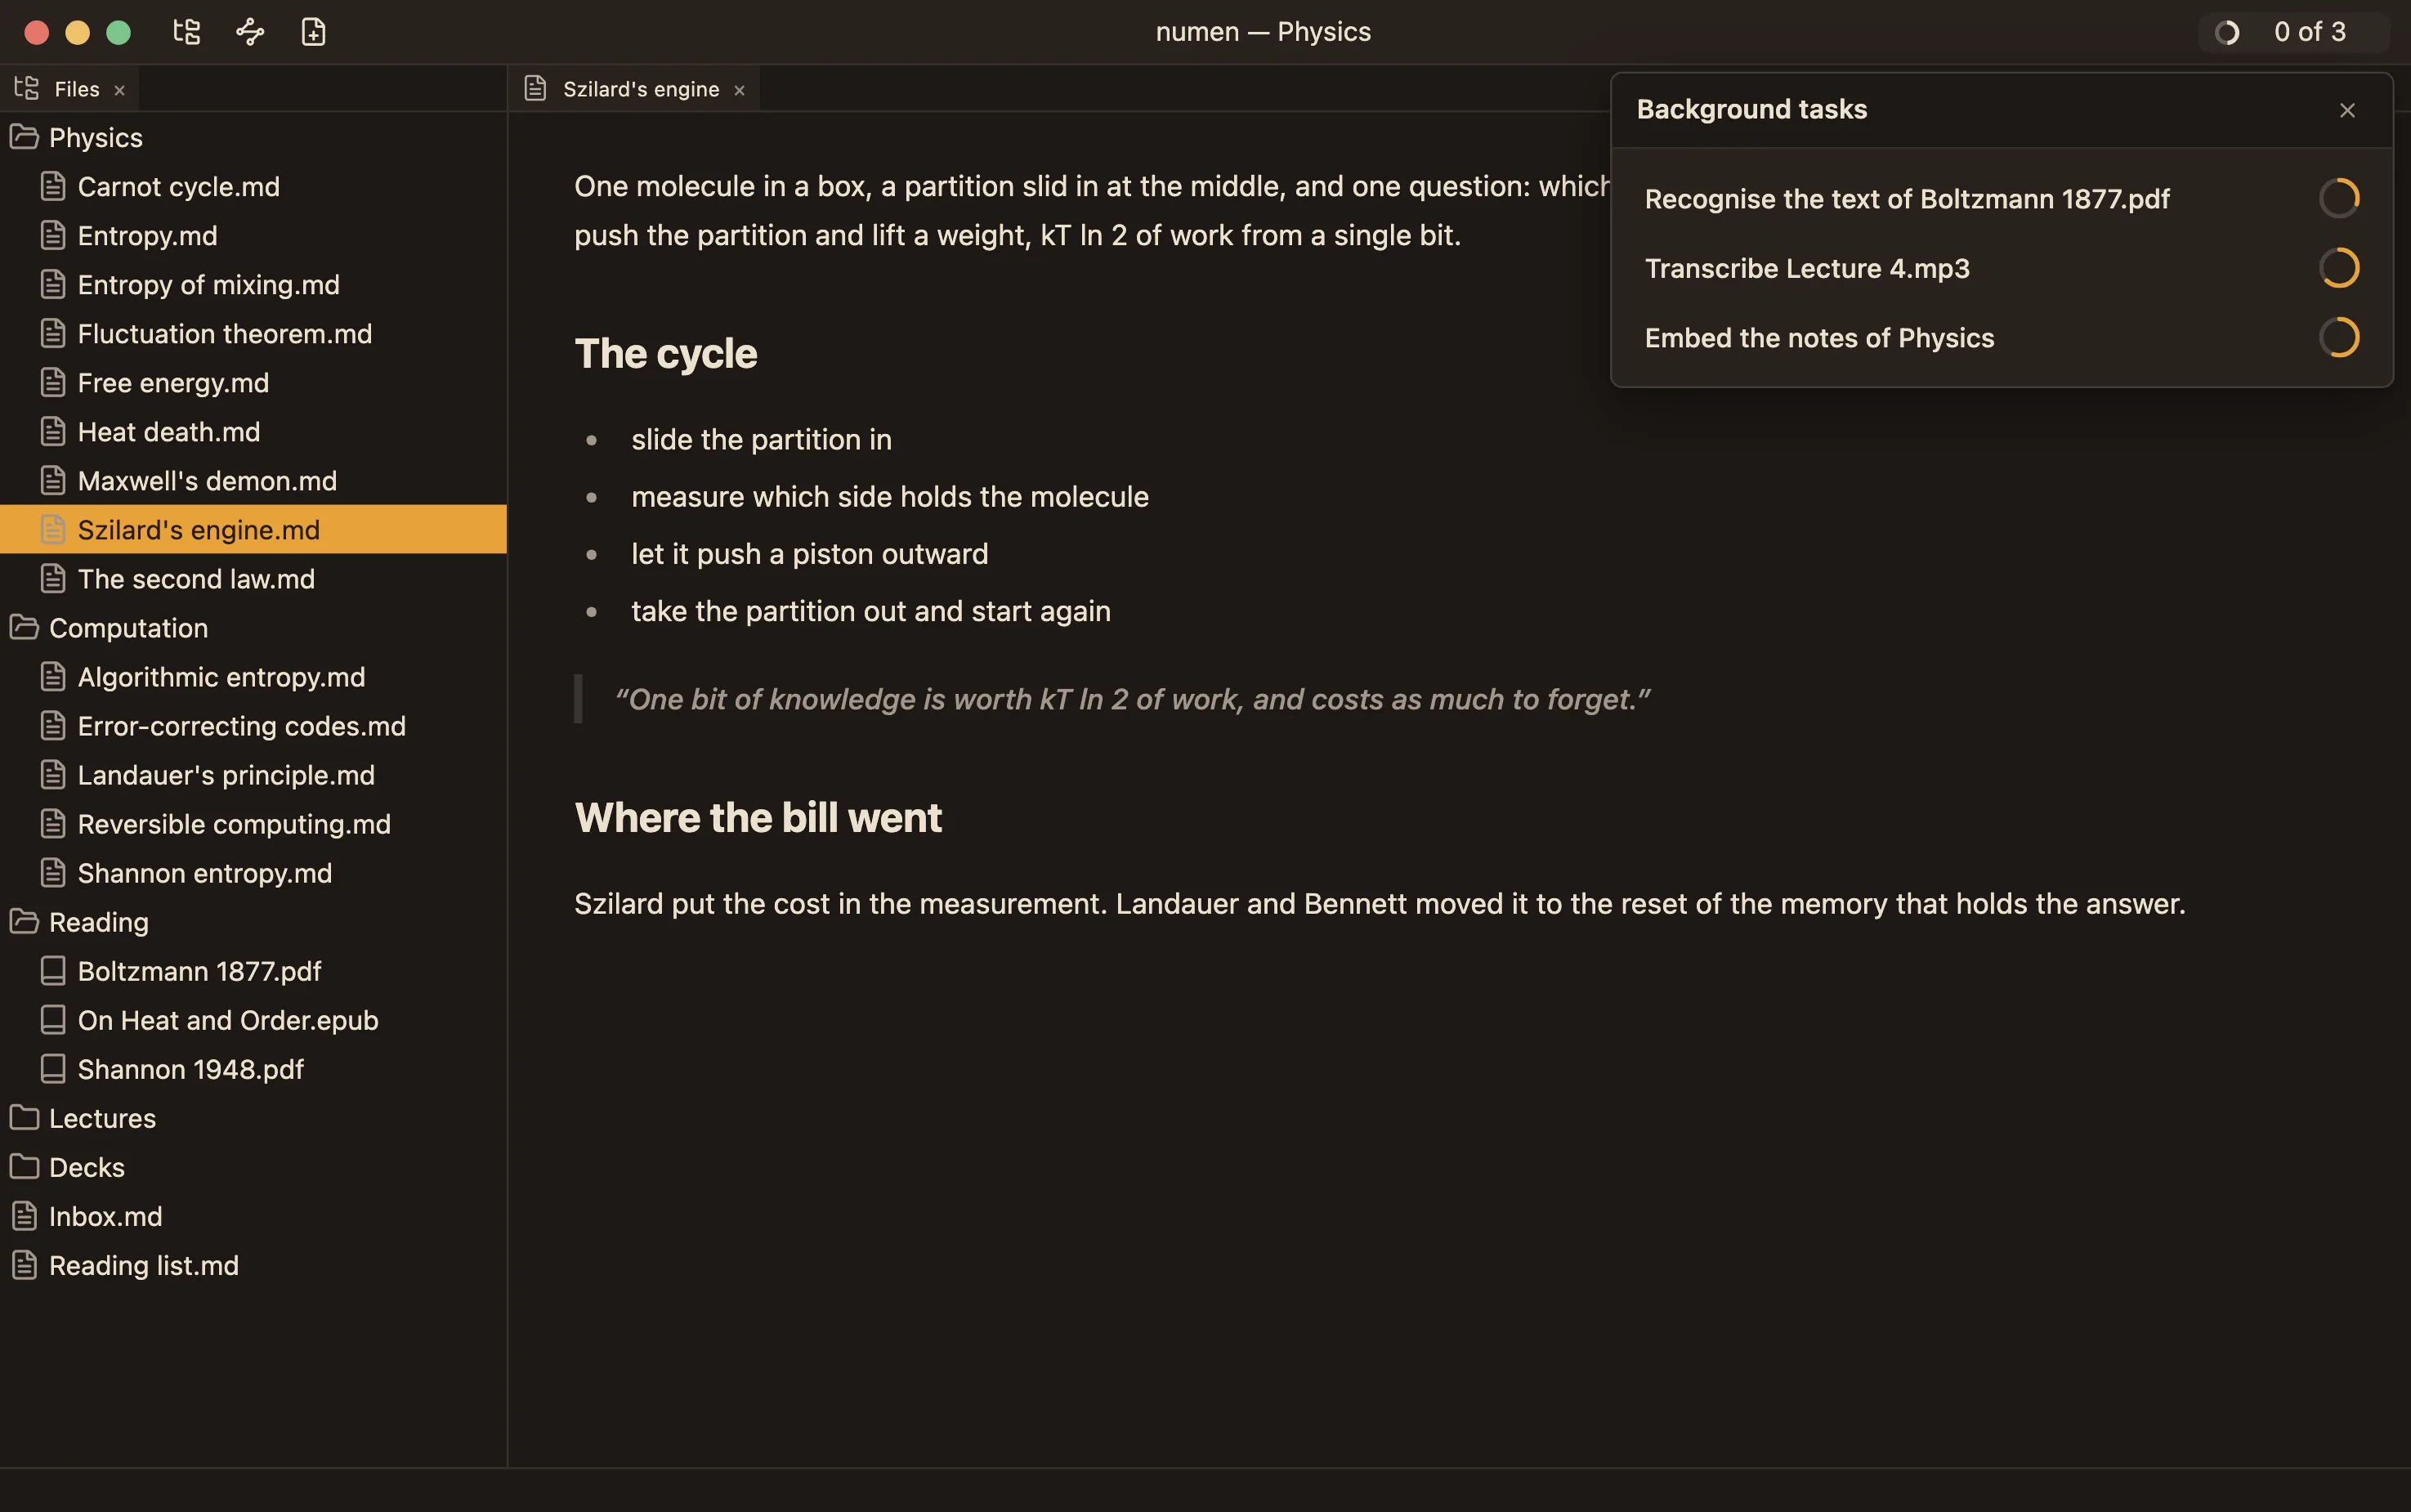 numen — Physics
0 of 3
Files
Physics
Carnot cycle.md
Entropy.md
Entropy of mixing.md
Fluctuation theorem.md
Free energy.md
Heat death.md
Maxwell's demon.md
Szilard's engine.md
The second law.md
Computation
Algorithmic entropy.md
Error-correcting codes.md
Landauer's principle.md
Reversible computing.md
Shannon entropy.md
Reading
Boltzmann 1877.pdf
On Heat and Order.epub
Shannon 1948.pdf
Lectures
Decks
Inbox.md
Reading list.md
Szilard's engine
One molecule in a box, a partition slid in at the middle, and one question: which
push the partition and lift a weight, kT ln 2 of work from a single bit.
The cycle
• slide the partition in
• measure which side holds the molecule
• let it push a piston outward
• take the partition out and start again
“One bit of knowledge is worth kT ln 2 of work, and costs as much to forget.”
Where the bill went
Szilard put the cost in the measurement. Landauer and Bennett moved it to the reset of the memory that holds the answer.
Background tasks
Recognise the text of Boltzmann 1877.pdf
Transcribe Lecture 4.mp3
Embed the notes of Physics